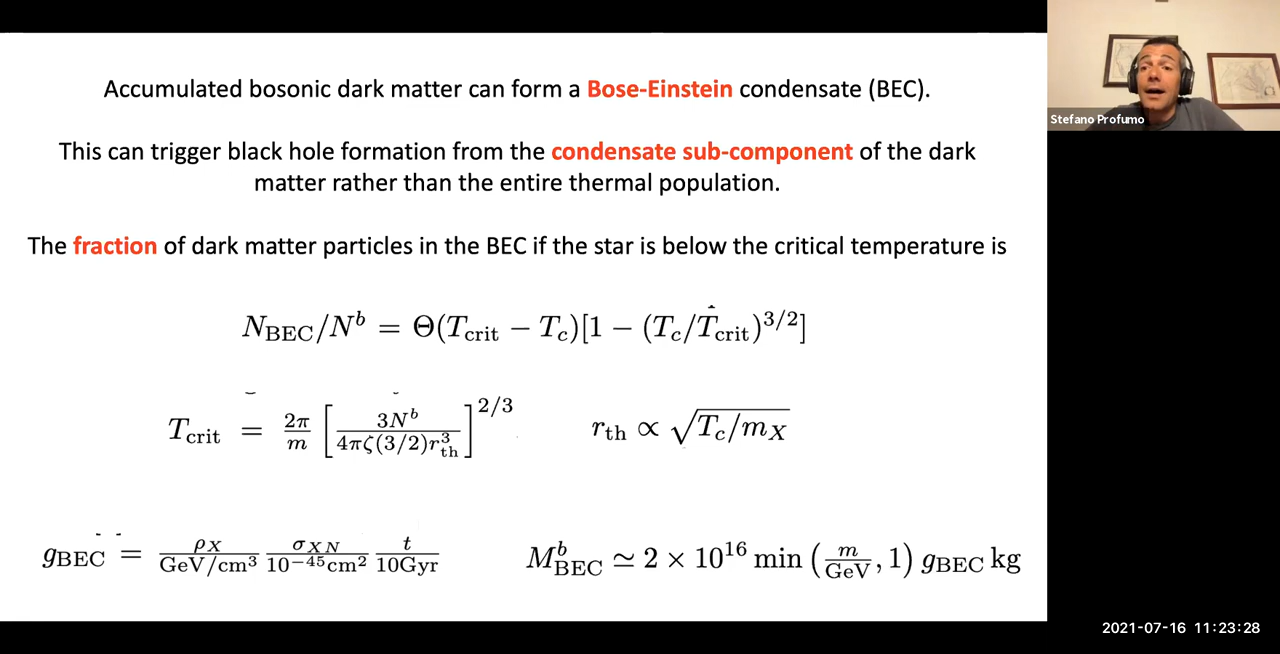 Accumulated bosonic dark matter can form a Bose-Einstein condensate (BEC).
This can trigger black hole formation from the condensate sub-component of the dark
matter rather than the entire thermal population.
The fraction of dark matter particles in the BEC if the star is below the critical temperature is
N_BEC/N^b = Θ(T_crit − T_c)[1 − (T_c/T_crit)^{3/2}]
T_crit = 2π/m [3N^b / 4πζ(3/2)r_th^3]^{2/3}
r_th ∝ √(T_c/m_X)
g_BEC = ρ_X/GeV/cm^3 σ_XN/10^{−45}cm^2 t/10Gyr
M^b_BEC ≃ 2 × 10^{16} min (m/GeV, 1) g_BEC kg
Stefano Profumo
2021-07-16 11:23:28